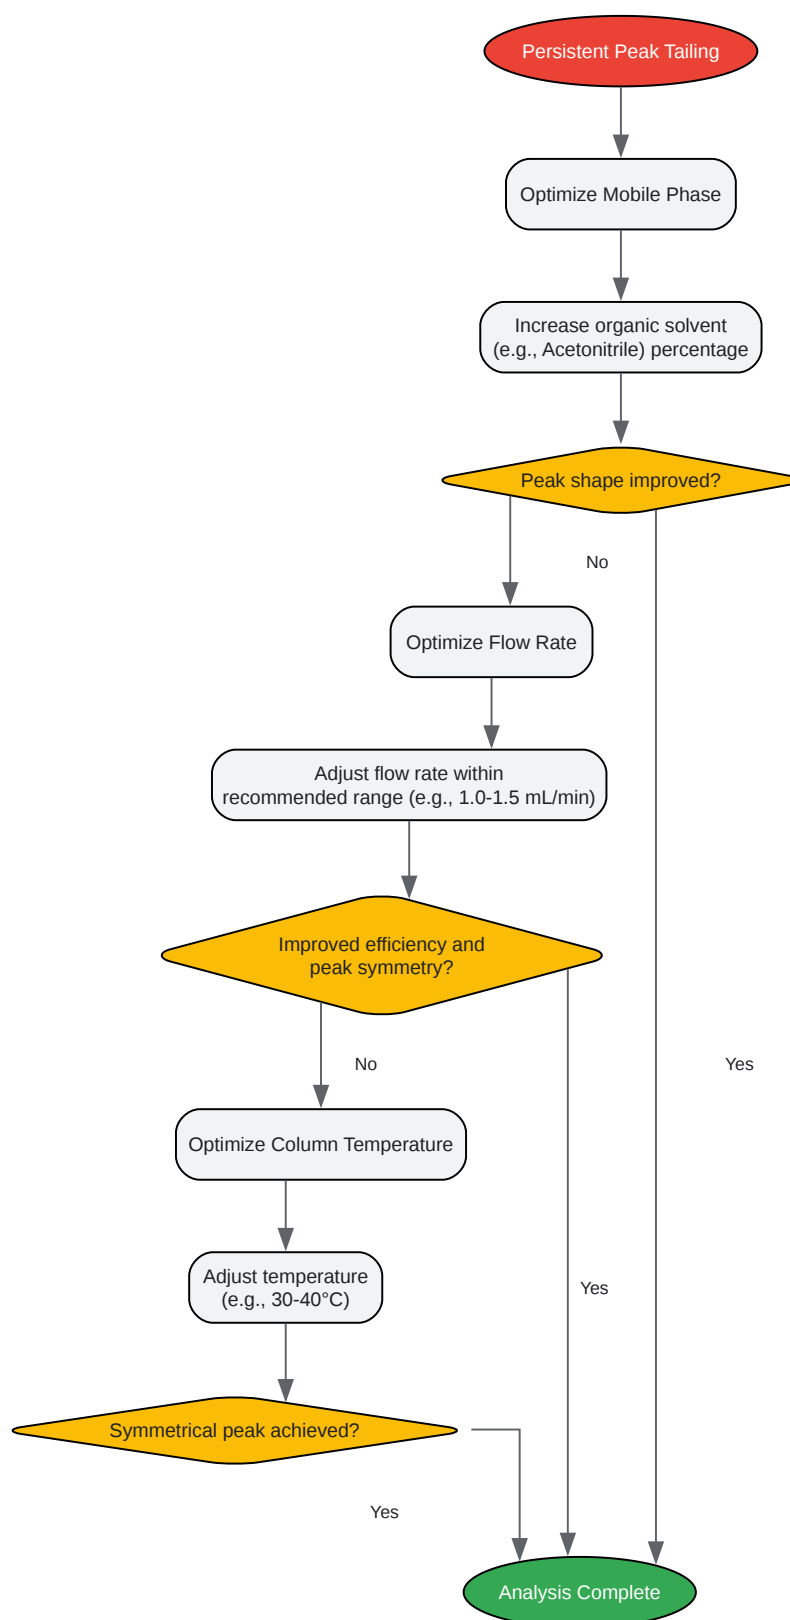 Persistent Peak Tailing
Optimize Mobile Phase
Increase organic solvent
(e.g., Acetonitrile) percentage
Peak shape improved?
No
Optimize Flow Rate
Adjust flow rate within
recommended range (e.g., 1.0-1.5 mL/min)
Improved efficiency and
peak symmetry?
No
Yes
Optimize Column Temperature
Adjust temperature
(e.g., 30-40°C)
Yes
Symmetrical peak achieved?
Yes
Analysis Complete